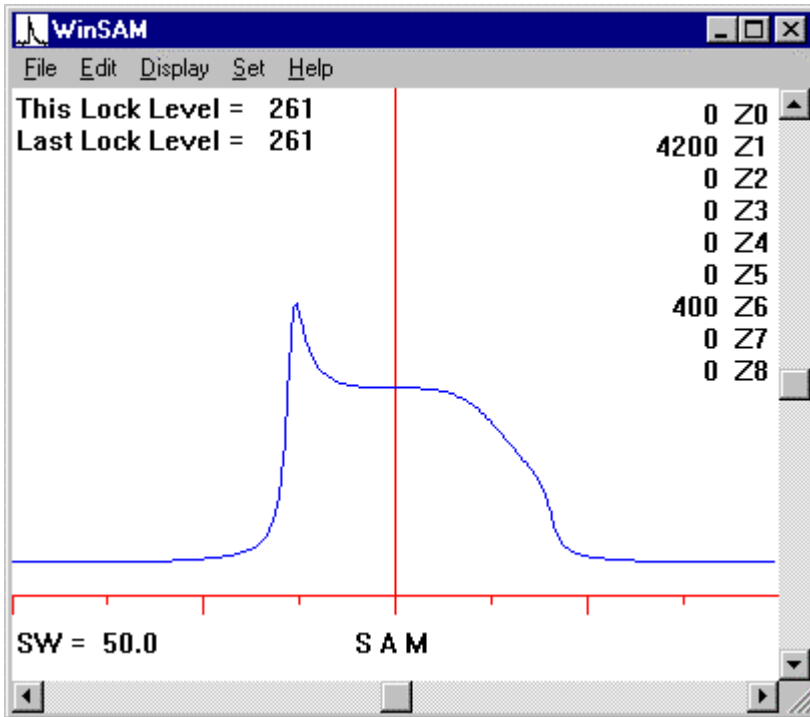 WinSAM
File Edit Display Set Help
This Lock Level = 261
Last Lock Level = 261
0 Z0
4200 Z1
0 Z2
0 Z3
0 Z4
0 Z5
400 Z6
0 Z7
0 Z8
SW = 50.0
S A M